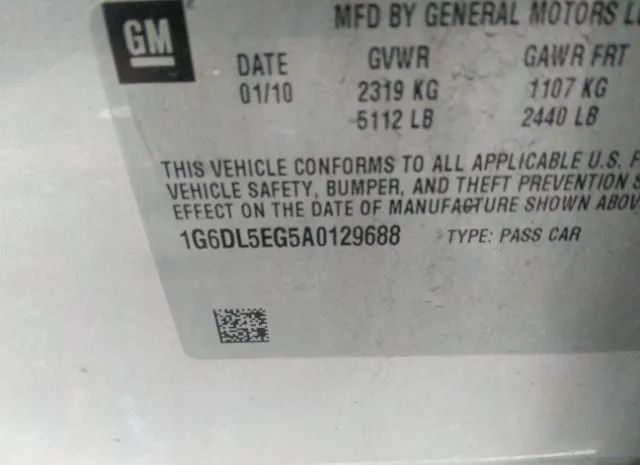 GM
MFD BY GENERAL MOTORS
DATE GVWR GAWR FRT
01/10 2319 KG 1107 KG
5112 LB 2440 LB
THIS VEHICLE CONFORMS TO ALL APPLICABLE U.S. F
VEHICLE SAFETY, BUMPER, AND THEFT PREVENTION S
EFFECT ON THE DATE OF MANUFACTURE SHOWN ABOV
1G6DL5EG5A0129688 TYPE: PASS CAR